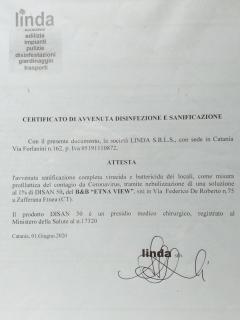 linda
edilizia
impianti
pulizie
disinfestazioni
giardinaggio
trasporti
CERTIFICATO DI AVVENUTA DISINFEZIONE E SANIFICAZIONE
Con il presente documento, la società LINDA S.R.L.S., con sede in Catania
Via Forlanini n.162, p. Iva 05191110872,
ATTESTA
l'avvenuta sanificazione completa virucida e battericida dei locali, come misura
profilattica del contagio da Coronavirus, tramite nebulizzazione di una soluzione
al 1% di DISAN 50, del B&B "ETNA VIEW", siti in Via Federico De Roberto n.75
a Zafferana Etnea (CT).
Il prodotto DISAN 50 è un presidio medico chirurgico, registrato al
Ministero della Salute al n.17320
Catania, 01 Giugno 2020
linda